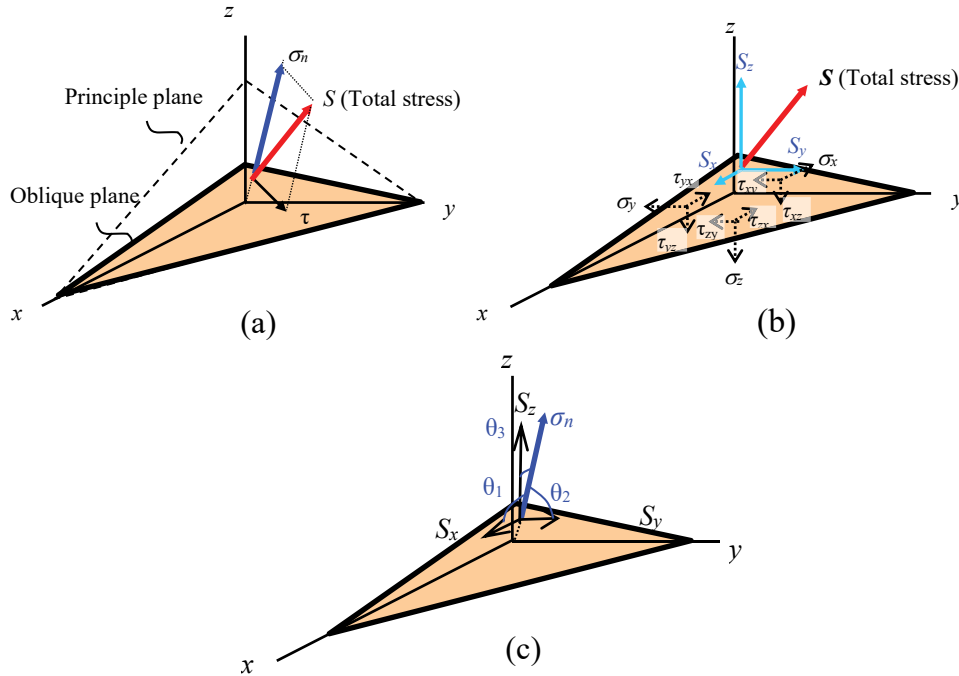 z
σn
Principle plane
S (Total stress)
Oblique plane
τ
y
x
(a)
z
Sz
S (Total stress)
Sx
Sy
σx
τyx
τxy
σy
τxz
τyz
τzy
τzx
σz
y
x
(b)
z
Sz
σn
θ3
θ1
θ2
Sx
Sy
y
x
(c)